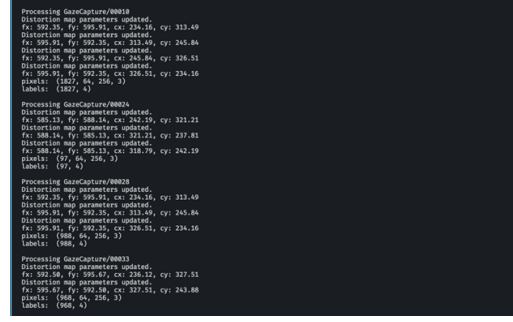 Processing GazeCapture/00010
Distortion map parameters updated.
fx: 592.35, fy: 595.91, cx: 234.16, cy: 313.49
Distortion map parameters updated.
fx: 595.91, fy: 592.35, cx: 313.49, cy: 245.84
Distortion map parameters updated.
fx: 592.35, fy: 595.91, cx: 245.84, cy: 326.51
Distortion map parameters updated.
fx: 595.91, fy: 592.35, cx: 326.51, cy: 234.16
pixels:  (1827, 64, 256, 3)
labels:  (1827, 4)
Processing GazeCapture/00024
Distortion map parameters updated.
fx: 585.13, fy: 588.14, cx: 242.19, cy: 321.21
Distortion map parameters updated.
fx: 588.14, fy: 585.13, cx: 321.21, cy: 237.81
Distortion map parameters updated.
fx: 588.14, fy: 585.13, cx: 318.79, cy: 242.19
pixels:  (97, 64, 256, 3)
labels:  (97, 4)
Processing GazeCapture/00028
Distortion map parameters updated.
fx: 592.35, fy: 595.91, cx: 234.16, cy: 313.49
Distortion map parameters updated.
fx: 595.91, fy: 592.35, cx: 313.49, cy: 245.84
Distortion map parameters updated.
fx: 595.91, fy: 592.35, cx: 326.51, cy: 234.16
pixels:  (988, 64, 256, 3)
labels:  (988, 4)
Processing GazeCapture/00033
Distortion map parameters updated.
fx: 592.50, fy: 595.67, cx: 236.12, cy: 327.51
Distortion map parameters updated.
fx: 595.67, fy: 592.50, cx: 327.51, cy: 243.88
pixels:  (968, 64, 256, 3)
labels:  (968, 4)